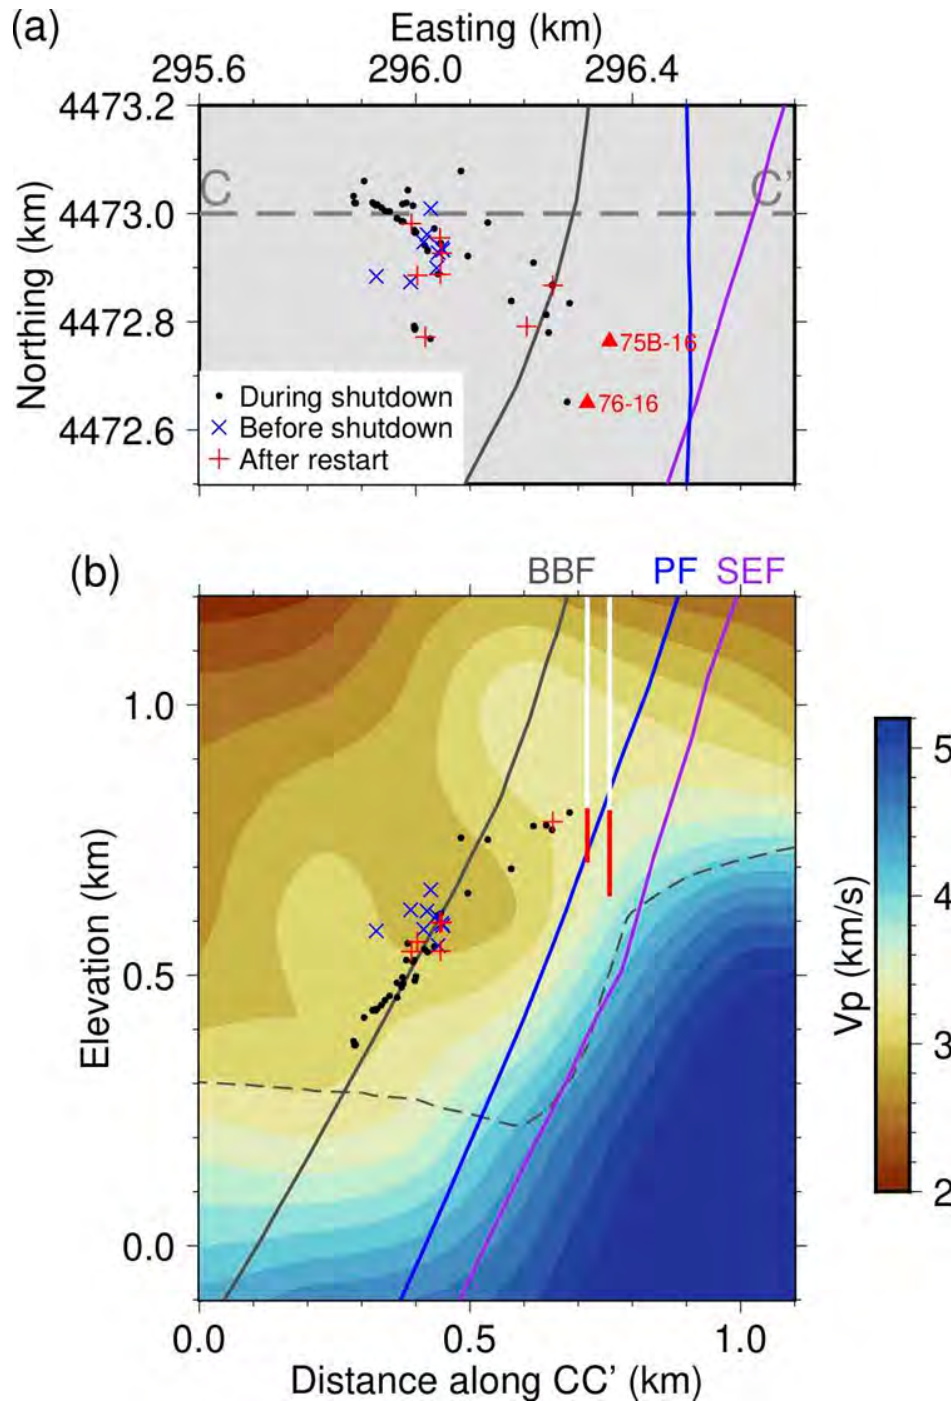 (a)
Easting (km)
295.6 296.0 296.4
4473.2
C C'
4473.0
Northing (km)
4472.8
75B-16
During shutdown
76-16
Before shutdown
4472.6
After restart
(b)
BBF PF SEF
1.0
5
Elevation (km)
0.5
Vp (km/s)
4
3
2
0.0
0.0 0.5 1.0
Distance along CC' (km)